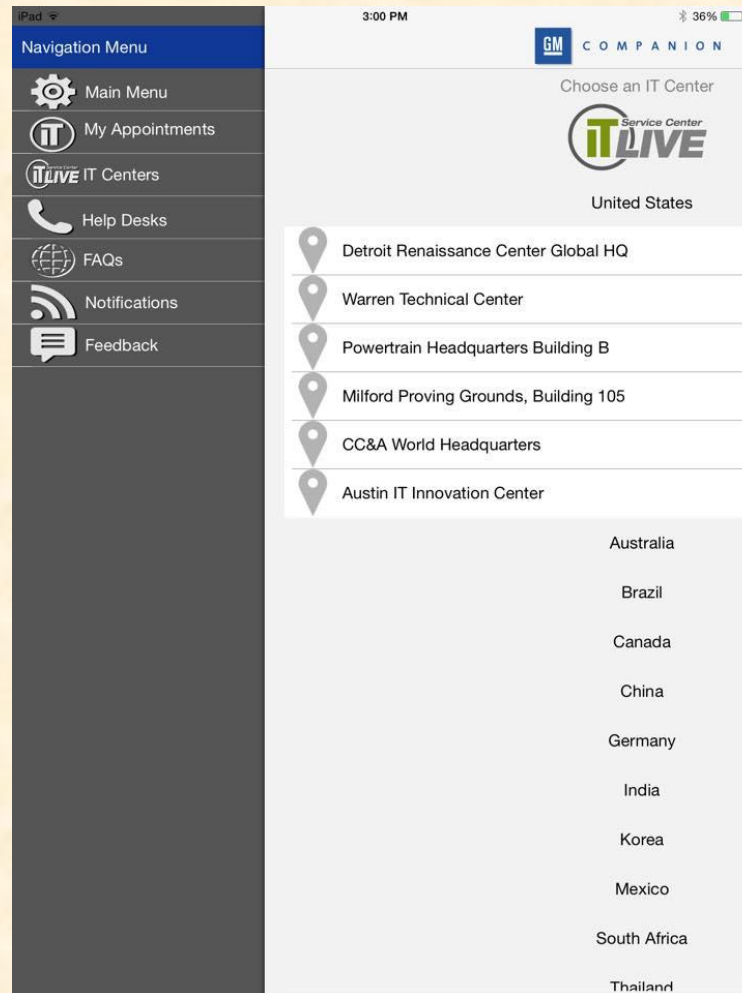 iPad
3:00 PM
36%
Navigation Menu
GM COMPANION
Main Menu
My Appointments
iTLIVE IT Centers
Help Desks
FAQs
Notifications
Feedback
Choose an IT Center
Service Center
iTLIVE
United States
Detroit Renaissance Center Global HQ
Warren Technical Center
Powertrain Headquarters Building B
Milford Proving Grounds, Building 105
CC&A World Headquarters
Austin IT Innovation Center
Australia
Brazil
Canada
China
Germany
India
Korea
Mexico
South Africa
Thailand